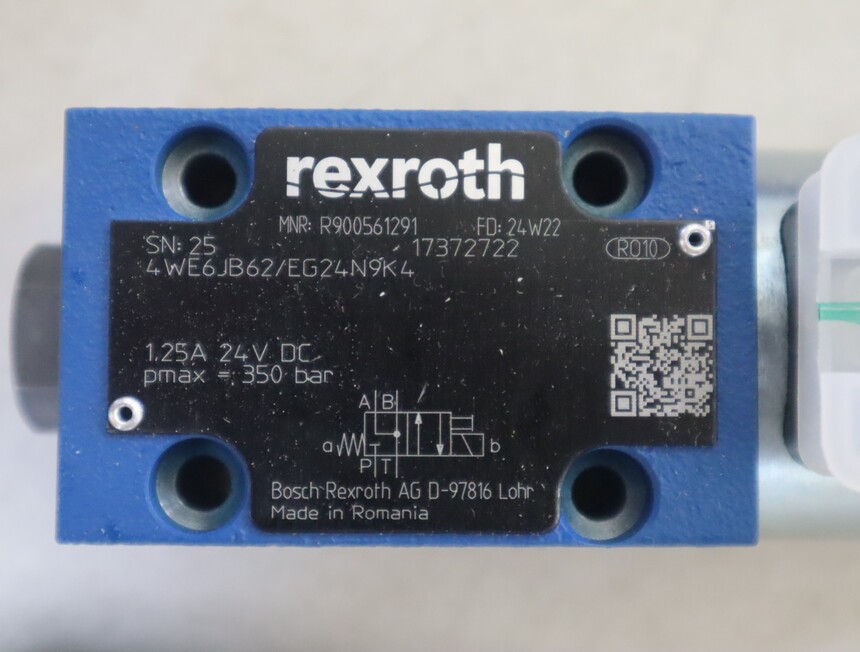 rexroth
MNR: R900561291 FD: 24W22
SN: 25 17372722 RO10
4WE6JB62/EG24N9K4
1.25A 24V DC
pmax = 350 bar
A B
a b
P T
Bosch Rexroth AG D-97816 Lohr
Made in Romania